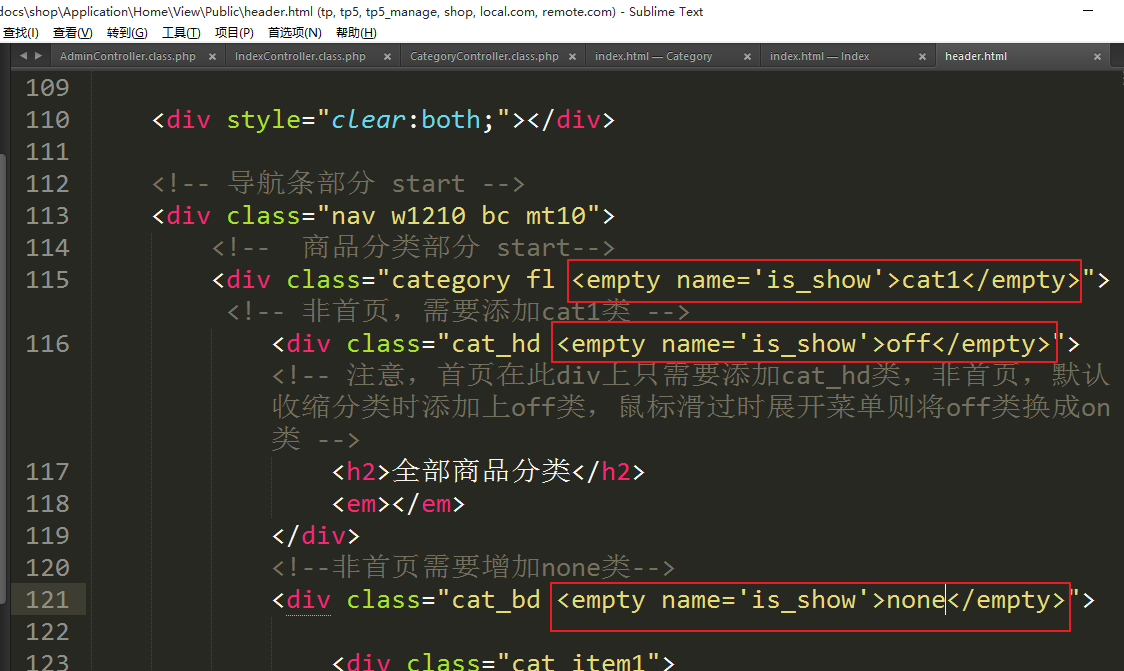 docs\shop\Application\Home\View\Public\header.html (tp, tp5, tp5_manage, shop, local.com, remote.com) - Sublime Text
查找(I) 查看(V) 转到(G) 工具(T) 项目(P) 首选项(N) 帮助(H)
AdminController.class.php × IndexController.class.php × CategoryController.class.php × index.html — Category × index.html — Index × header.html ×
109
110 <div style="clear:both;"></div>
111
112 <!-- 导航条部分 start -->
113 <div class="nav w1210 bc mt10">
114 <!--  商品分类部分 start-->
115 <div class="category fl <empty name='is_show'>cat1</empty>">
<!-- 非首页，需要添加cat1类 -->
116 <div class="cat_hd <empty name='is_show'>off</empty>">
<!-- 注意，首页在此div上只需要添加cat_hd类，非首页，默认
收缩分类时添加上off类，鼠标滑过时展开菜单则将off类换成on
类 -->
117 <h2>全部商品分类</h2>
118 <em></em>
119 </div>
120 <!--非首页需要增加none类-->
121 <div class="cat_bd <empty name='is_show'>none</empty>">
122
123 <div class="cat_item1">